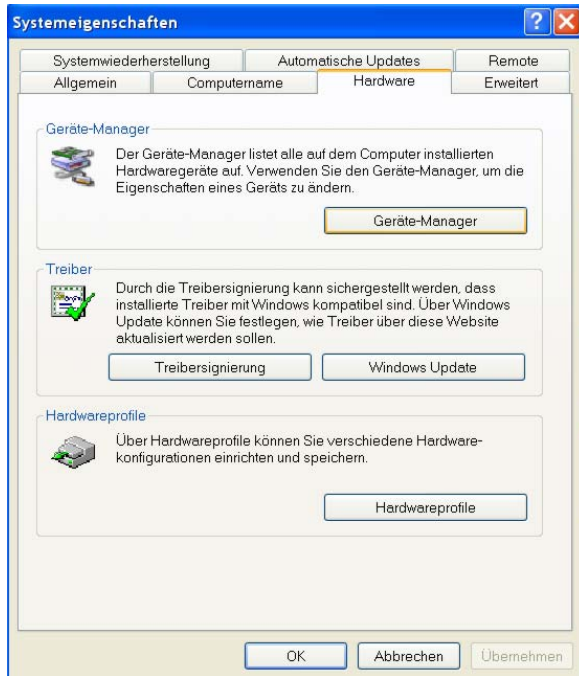 Systemeigenschaften
Systemwiederherstellung Automatische Updates Remote
Allgemein Computername Hardware Erweitert
Geräte-Manager
Der Geräte-Manager listet alle auf dem Computer installierten
Hardwaregeräte auf. Verwenden Sie den Geräte-Manager, um die
Eigenschaften eines Geräts zu ändern.
Geräte-Manager
Treiber
Durch die Treibersignierung kann sichergestellt werden, dass
installierte Treiber mit Windows kompatibel sind. Über Windows
Update können Sie festlegen, wie Treiber über diese Website
aktualisiert werden sollen.
Treibersignierung Windows Update
Hardwareprofile
Über Hardwareprofile können Sie verschiedene Hardware-
konfigurationen einrichten und speichern.
Hardwareprofile
OK Abbrechen Übernehmen